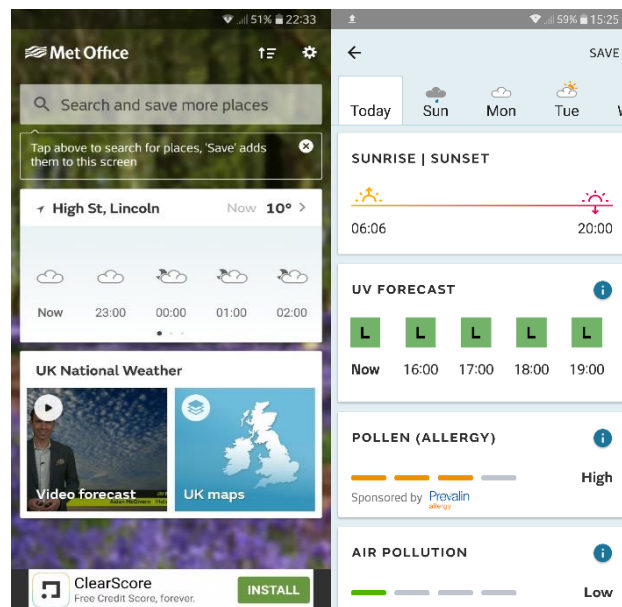 51% 22:33
Met Office
Search and save more places
Tap above to search for places, 'Save' adds
them to this screen
High St, Lincoln Now 10° >
Now 23:00 00:00 01:00 02:00
UK National Weather
Video forecast
UK maps
ClearScore
Free Credit Score, forever.
INSTALL
59% 15:25
SAVE
Today Sun Mon Tue
SUNRISE | SUNSET
06:06 20:00
UV FORECAST
L L L L L
Now 16:00 17:00 18:00 19:00
POLLEN (ALLERGY)
High
Sponsored by Prevalin
allergy
AIR POLLUTION
Low